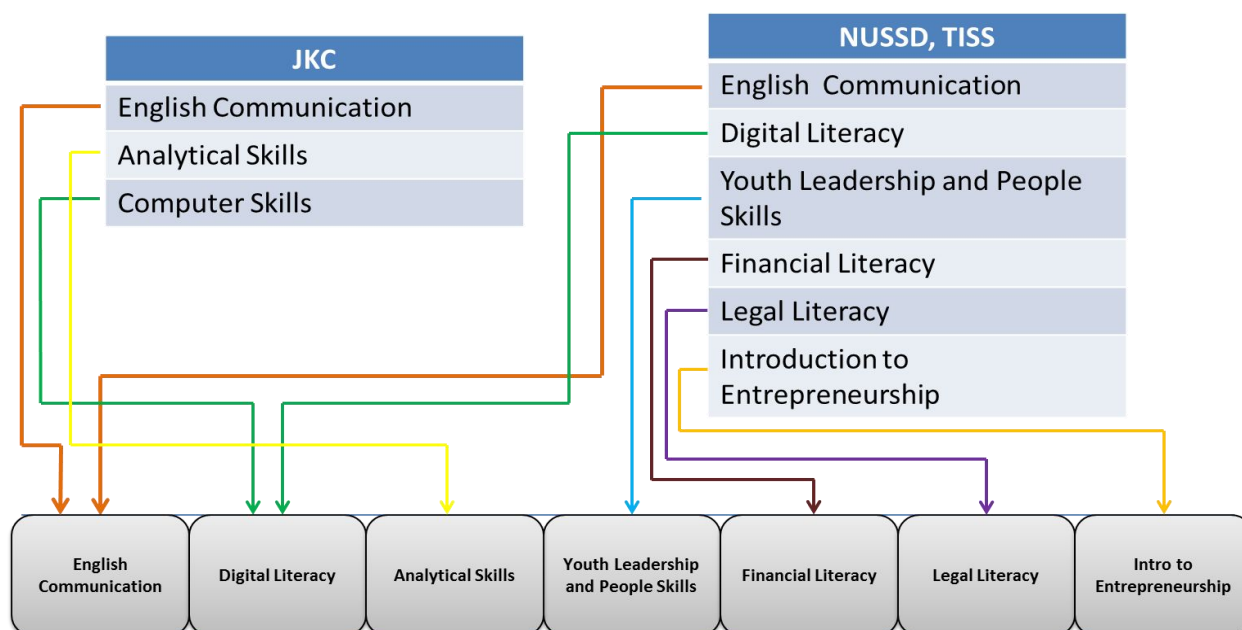 JKC
English Communication
Analytical Skills
Computer Skills
NUSSD, TISS
English Communication
Digital Literacy
Youth Leadership and People
Skills
Financial Literacy
Legal Literacy
Introduction to
Entrepreneurship
English
Communication
Digital Literacy
Analytical Skills
Youth Leadership
and People Skills
Financial Literacy
Legal Literacy
Intro to
Entrepreneurship